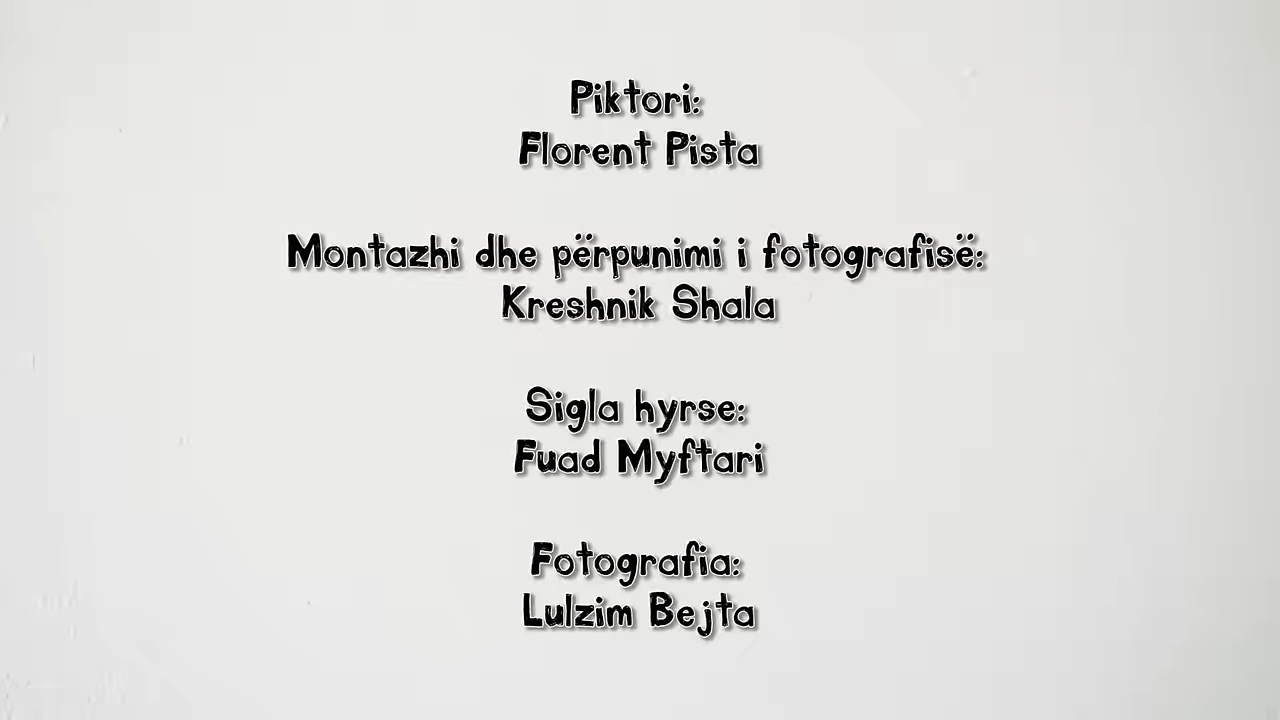 Piktori:
Florent Pista
Montazhi dhe përpunimi i fotografisë:
Kreshnik Shala
Sigla hyrse:
Fuad Myftari
Fotografia:
Lulzim Bejta